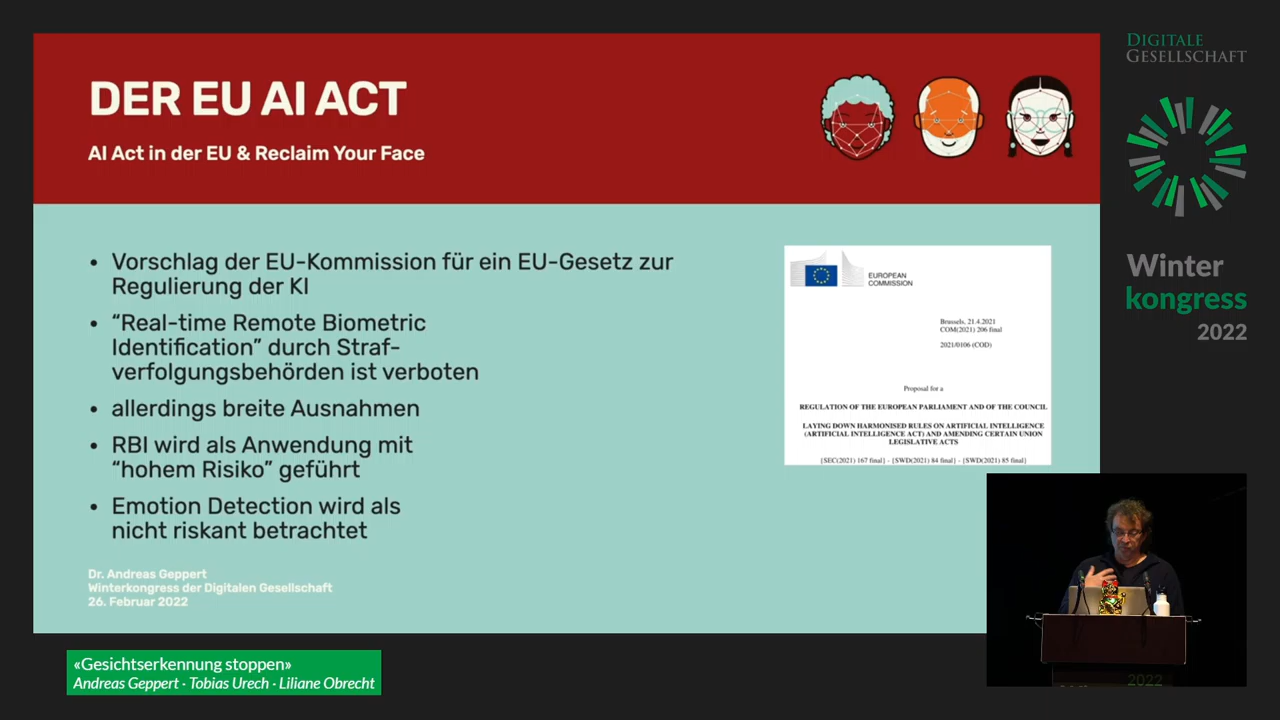 DER EU AI ACT
AI Act in der EU & Reclaim Your Face
• Vorschlag der EU-Kommission für ein EU-Gesetz zur
Regulierung der KI
• “Real-time Remote Biometric
Identification” durch Straf-
verfolgungsbehörden ist verboten
• allerdings breite Ausnahmen
• RBI wird als Anwendung mit
“hohem Risiko” geführt
• Emotion Detection wird als
nicht riskant betrachtet
Dr. Andreas Geppert
Winterkongress der Digitalen Gesellschaft
26. Februar 2022
EUROPEAN
COMMISSION
Brussels, 21.4.2021
COM(2021) 206 final
2021/0106 (COD)
Proposal for a
REGULATION OF THE EUROPEAN PARLIAMENT AND OF THE COUNCIL
LAYING DOWN HARMONISED RULES ON ARTIFICIAL INTELLIGENCE
(ARTIFICIAL INTELLIGENCE ACT) AND AMENDING CERTAIN UNION
LEGISLATIVE ACTS
{SEC(2021) 167 final} - {SWD(2021) 84 final} - {SWD(2021) 85 final}
DIGITALE
GESELLSCHAFT
Winter
kongress
2022
2022
«Gesichtserkennung stoppen»
Andreas Geppert · Tobias Urech · Liliane Obrecht